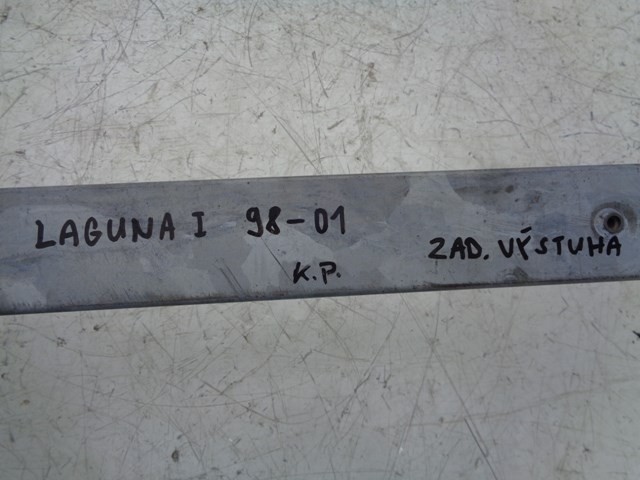 LAGUNA I 98-01
K.P.
ZAD. VÝSTUHA